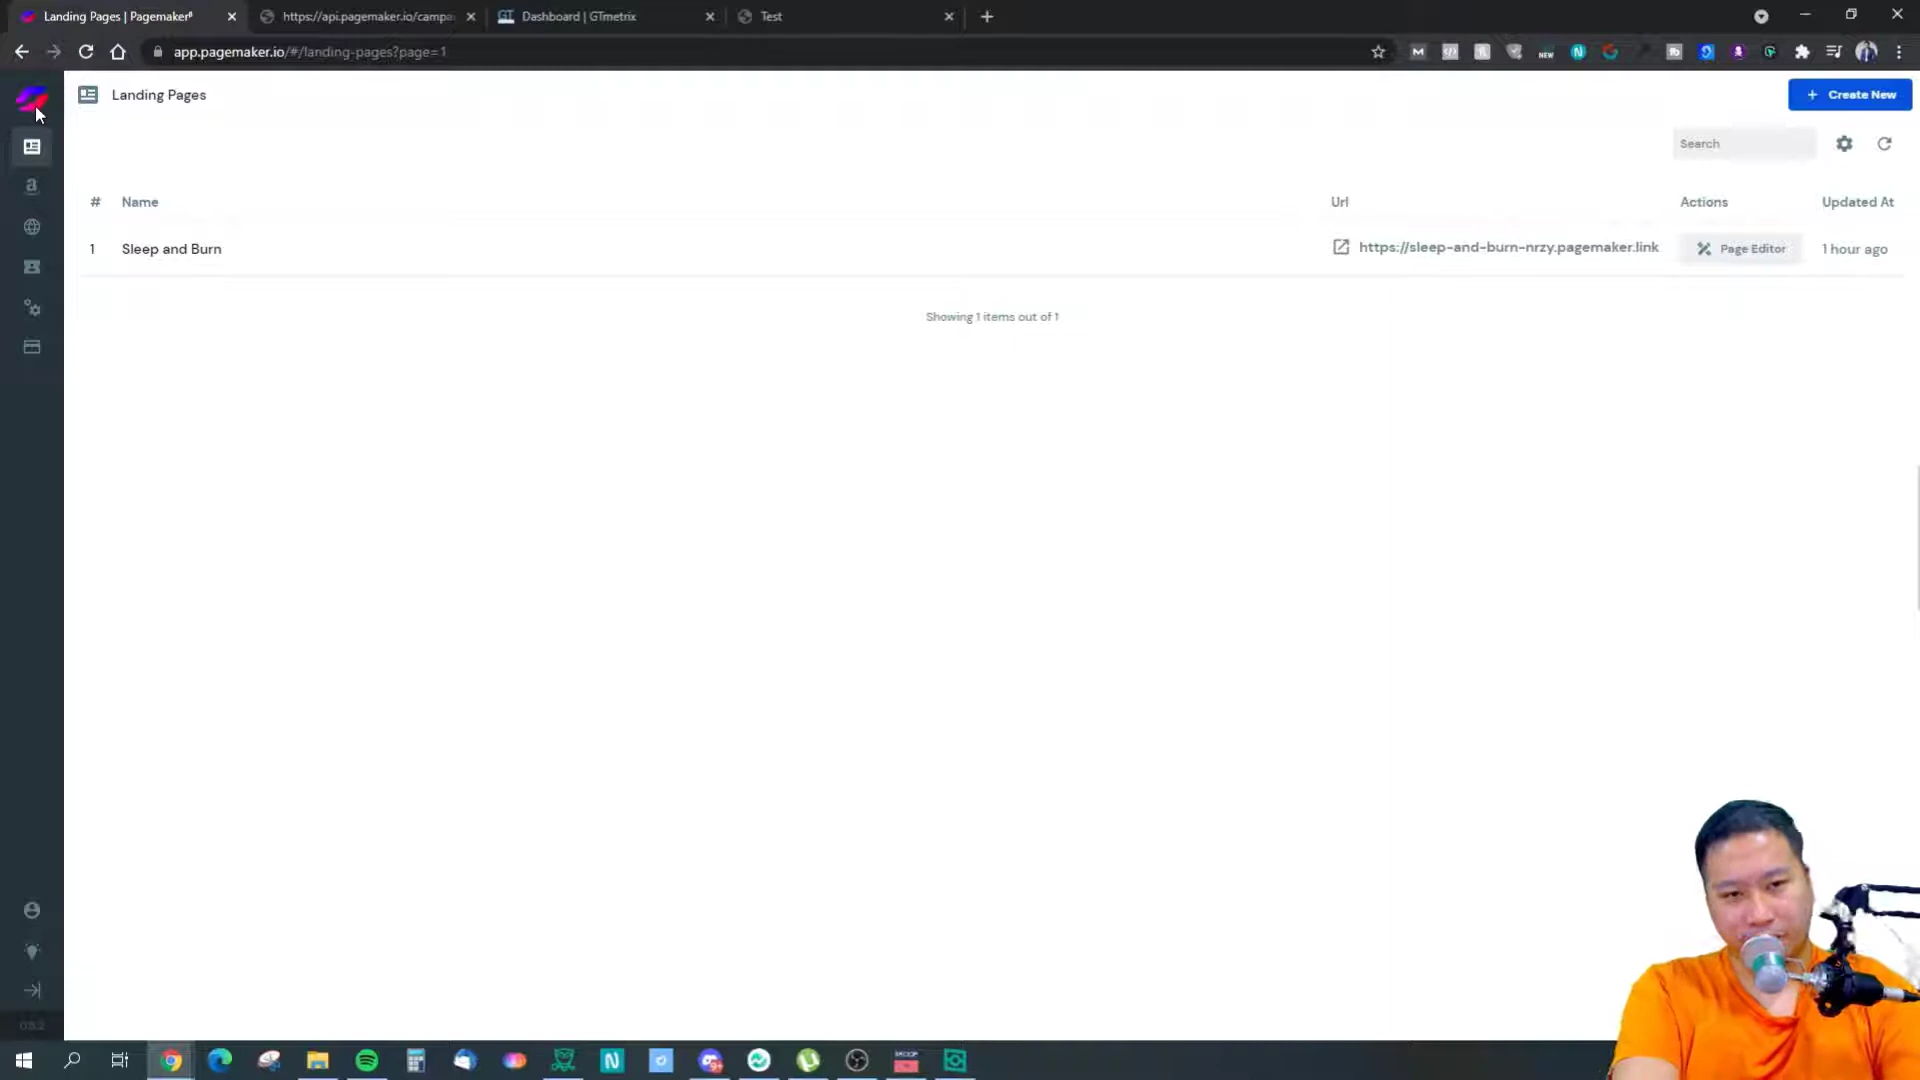 Landing Pages | Pagemaker®
https://api.pagemaker.io/campa
GT Dashboard | GTmetrix
Test
app.pagemaker.io/#/landing-pages?page=1
NEW
Landing Pages
+ Create New
Search
# Name Url Actions Updated At
1 Sleep and Burn https://sleep-and-burn-nrzy.pagemaker.link Page Editor 1 hour ago
Showing 1 items out of 1